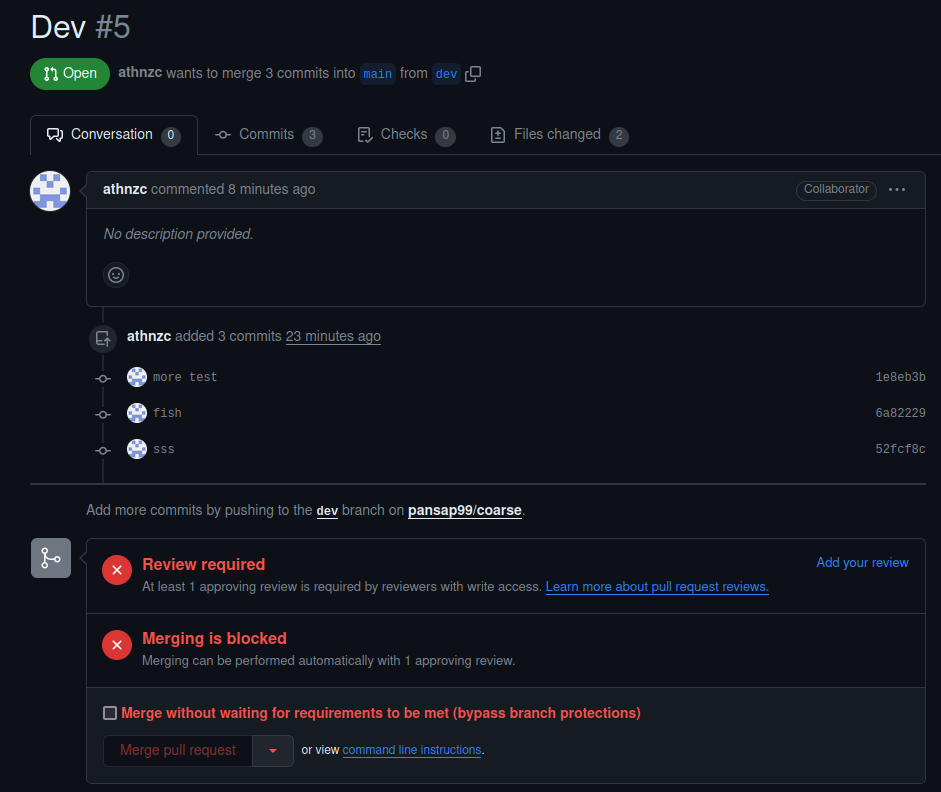 Dev #5
Open athnzc wants to merge 3 commits into main from dev
Conversation 0 Commits 3 Checks 0 Files changed 2
athnzc commented 8 minutes ago Collaborator
No description provided.
athnzc added 3 commits 23 minutes ago
more test 1e8eb3b
fish 6a82229
sss 52fcf8c
Add more commits by pushing to the dev branch on pansap99/coarse.
Review required Add your review
At least 1 approving review is required by reviewers with write access. Learn more about pull request reviews.
Merging is blocked
Merging can be performed automatically with 1 approving review.
Merge without waiting for requirements to be met (bypass branch protections)
Merge pull request or view command line instructions.